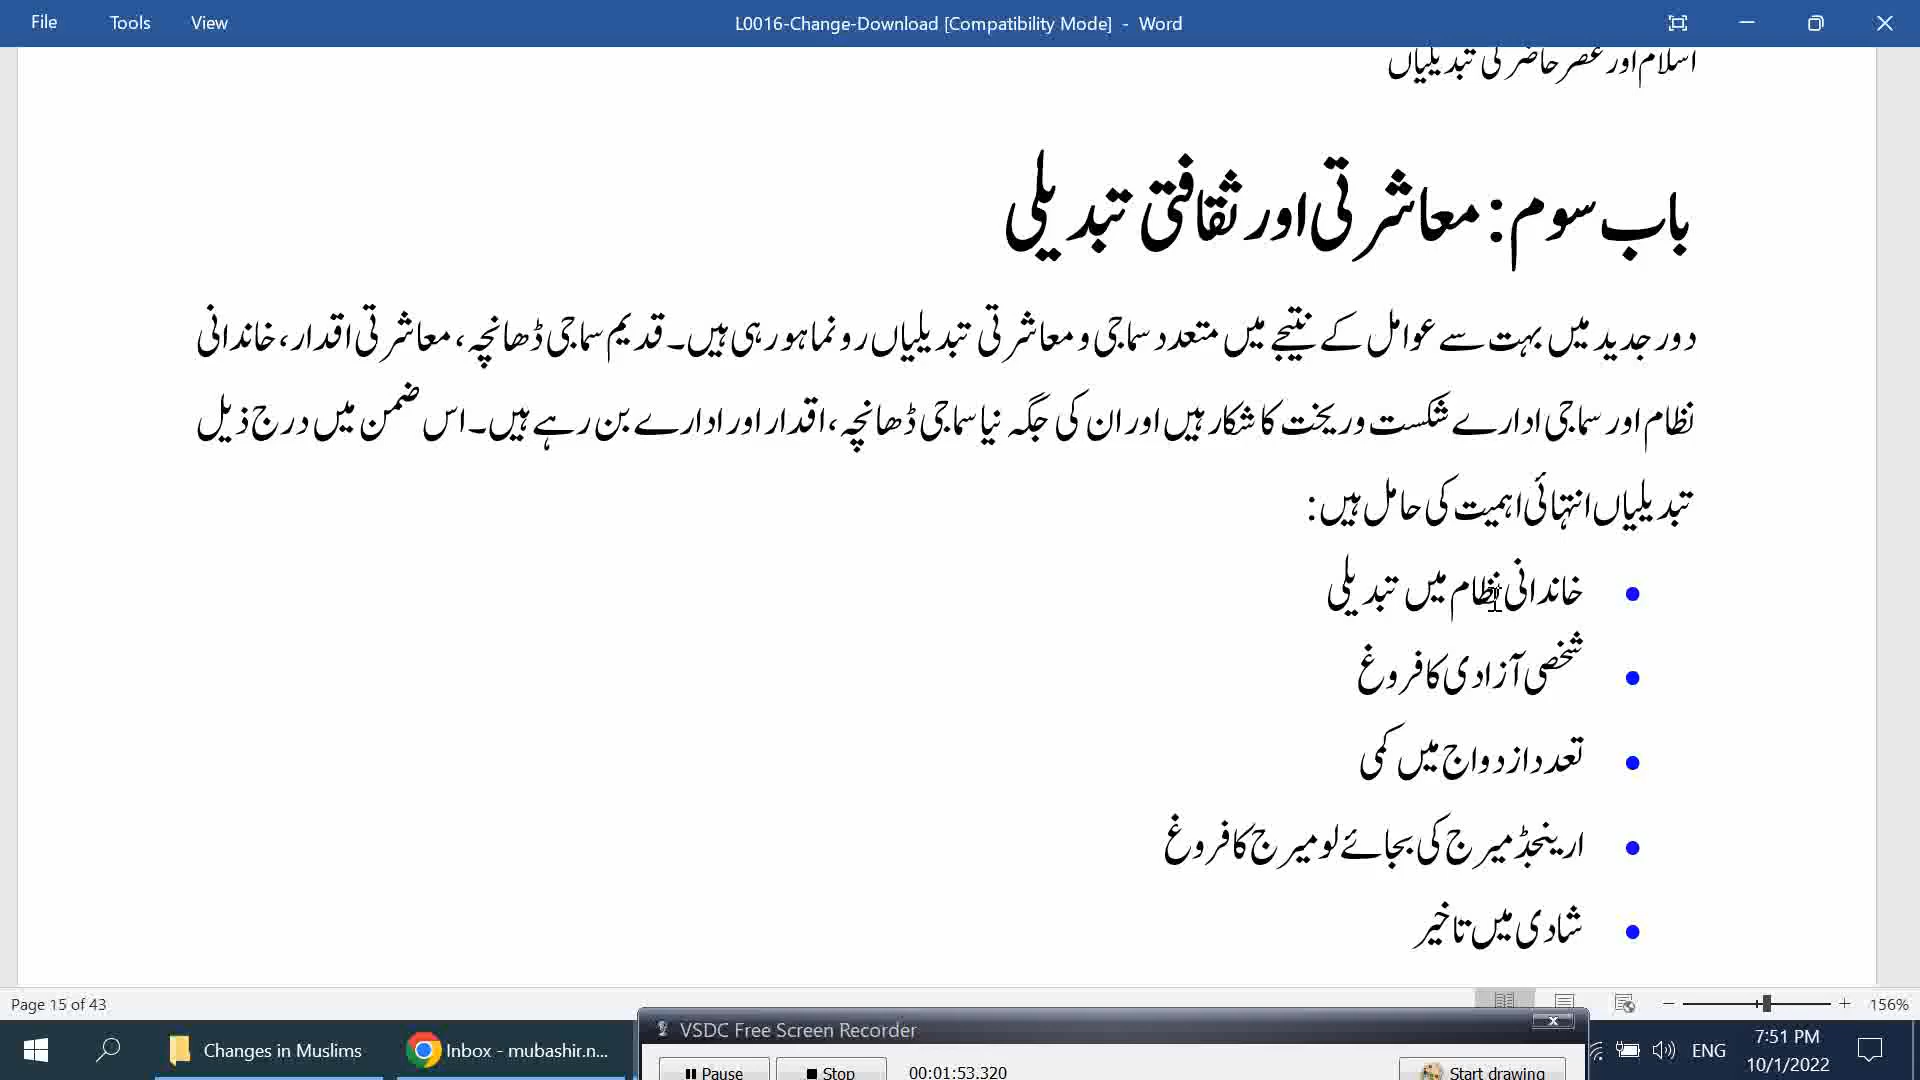 File Tools View L0016-Change-Download [Compatibility Mode] - Word
اسلام اور عصر حاضر کی تبدیلیاں
باب سوم: معاشرتی اور ثقافتی تبدیلی
دور جدید میں بہت سے عوامل کے نتیجے میں متعدد سماجی و معاشرتی تبدیلیاں رونما ہو رہی ہیں۔ قدیم سماجی ڈھانچہ، معاشرتی اقدار، خاندانی
نظام اور سماجی ادارے شکست و ریخت کا شکار ہیں اور ان کی جگہ نیا سماجی ڈھانچہ، اقدار اور ادارے بن رہے ہیں۔ اس ضمن میں درج ذیل
تبدیلیاں انتہائی اہمیت کی حامل ہیں:
• خاندانی نظام میں تبدیلی
• شخصی آزادی کا فروغ
• تعدد ازدواج میں کمی
• ارینجڈ میرج کی بجائے لو میرج کا فروغ
• شادی میں تاخیر
Page 15 of 43 156%
VSDC Free Screen Recorder
Changes in Muslims Inbox - mubashir.n... ENG 7:51 PM
10/1/2022
Pause Stop 00:01:53.320 Start drawing